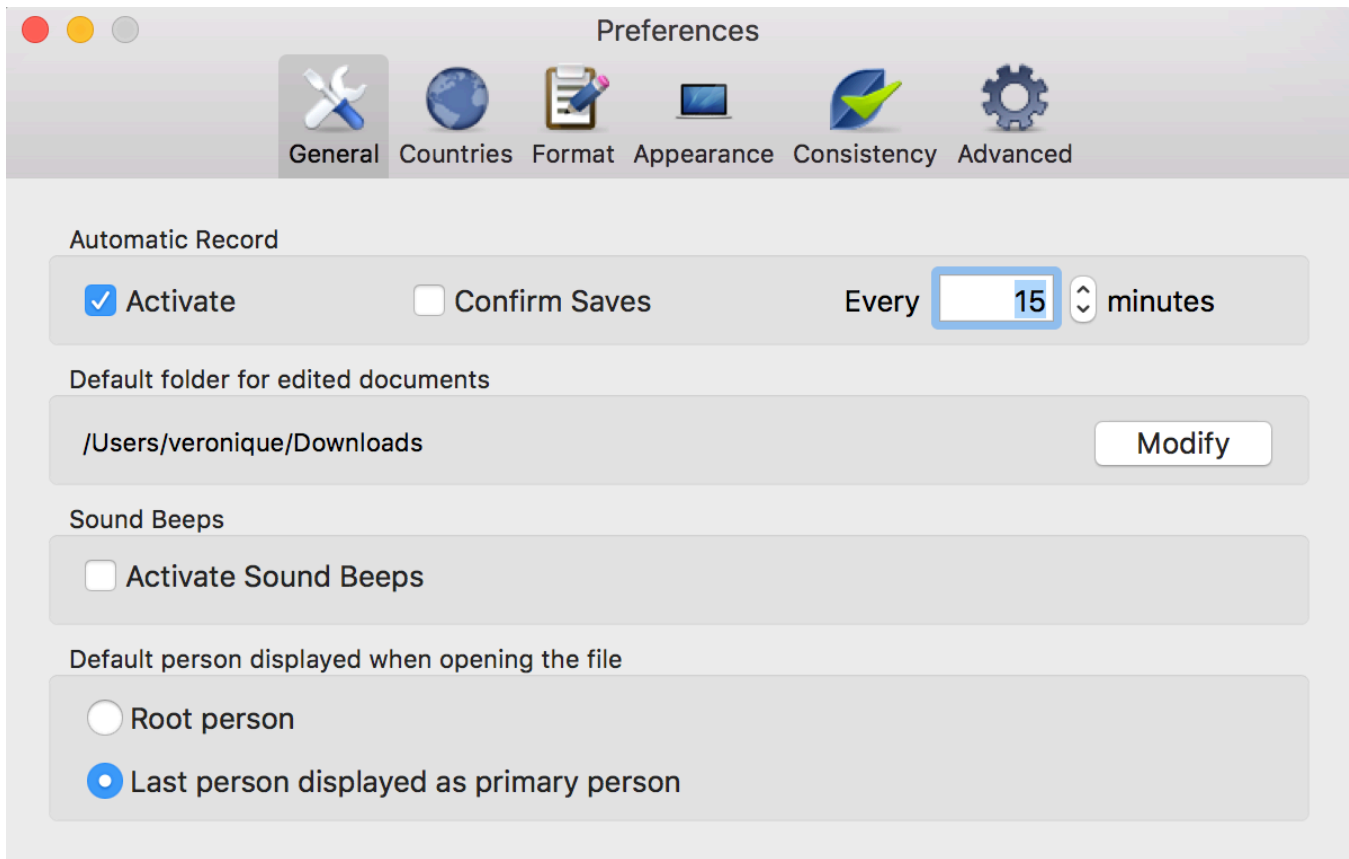 Preferences
General Countries Format Appearance Consistency Advanced
Automatic Record
Activate Confirm Saves Every 15 minutes
Default folder for edited documents
/Users/veronique/Downloads Modify
Sound Beeps
Activate Sound Beeps
Default person displayed when opening the file
Root person
Last person displayed as primary person